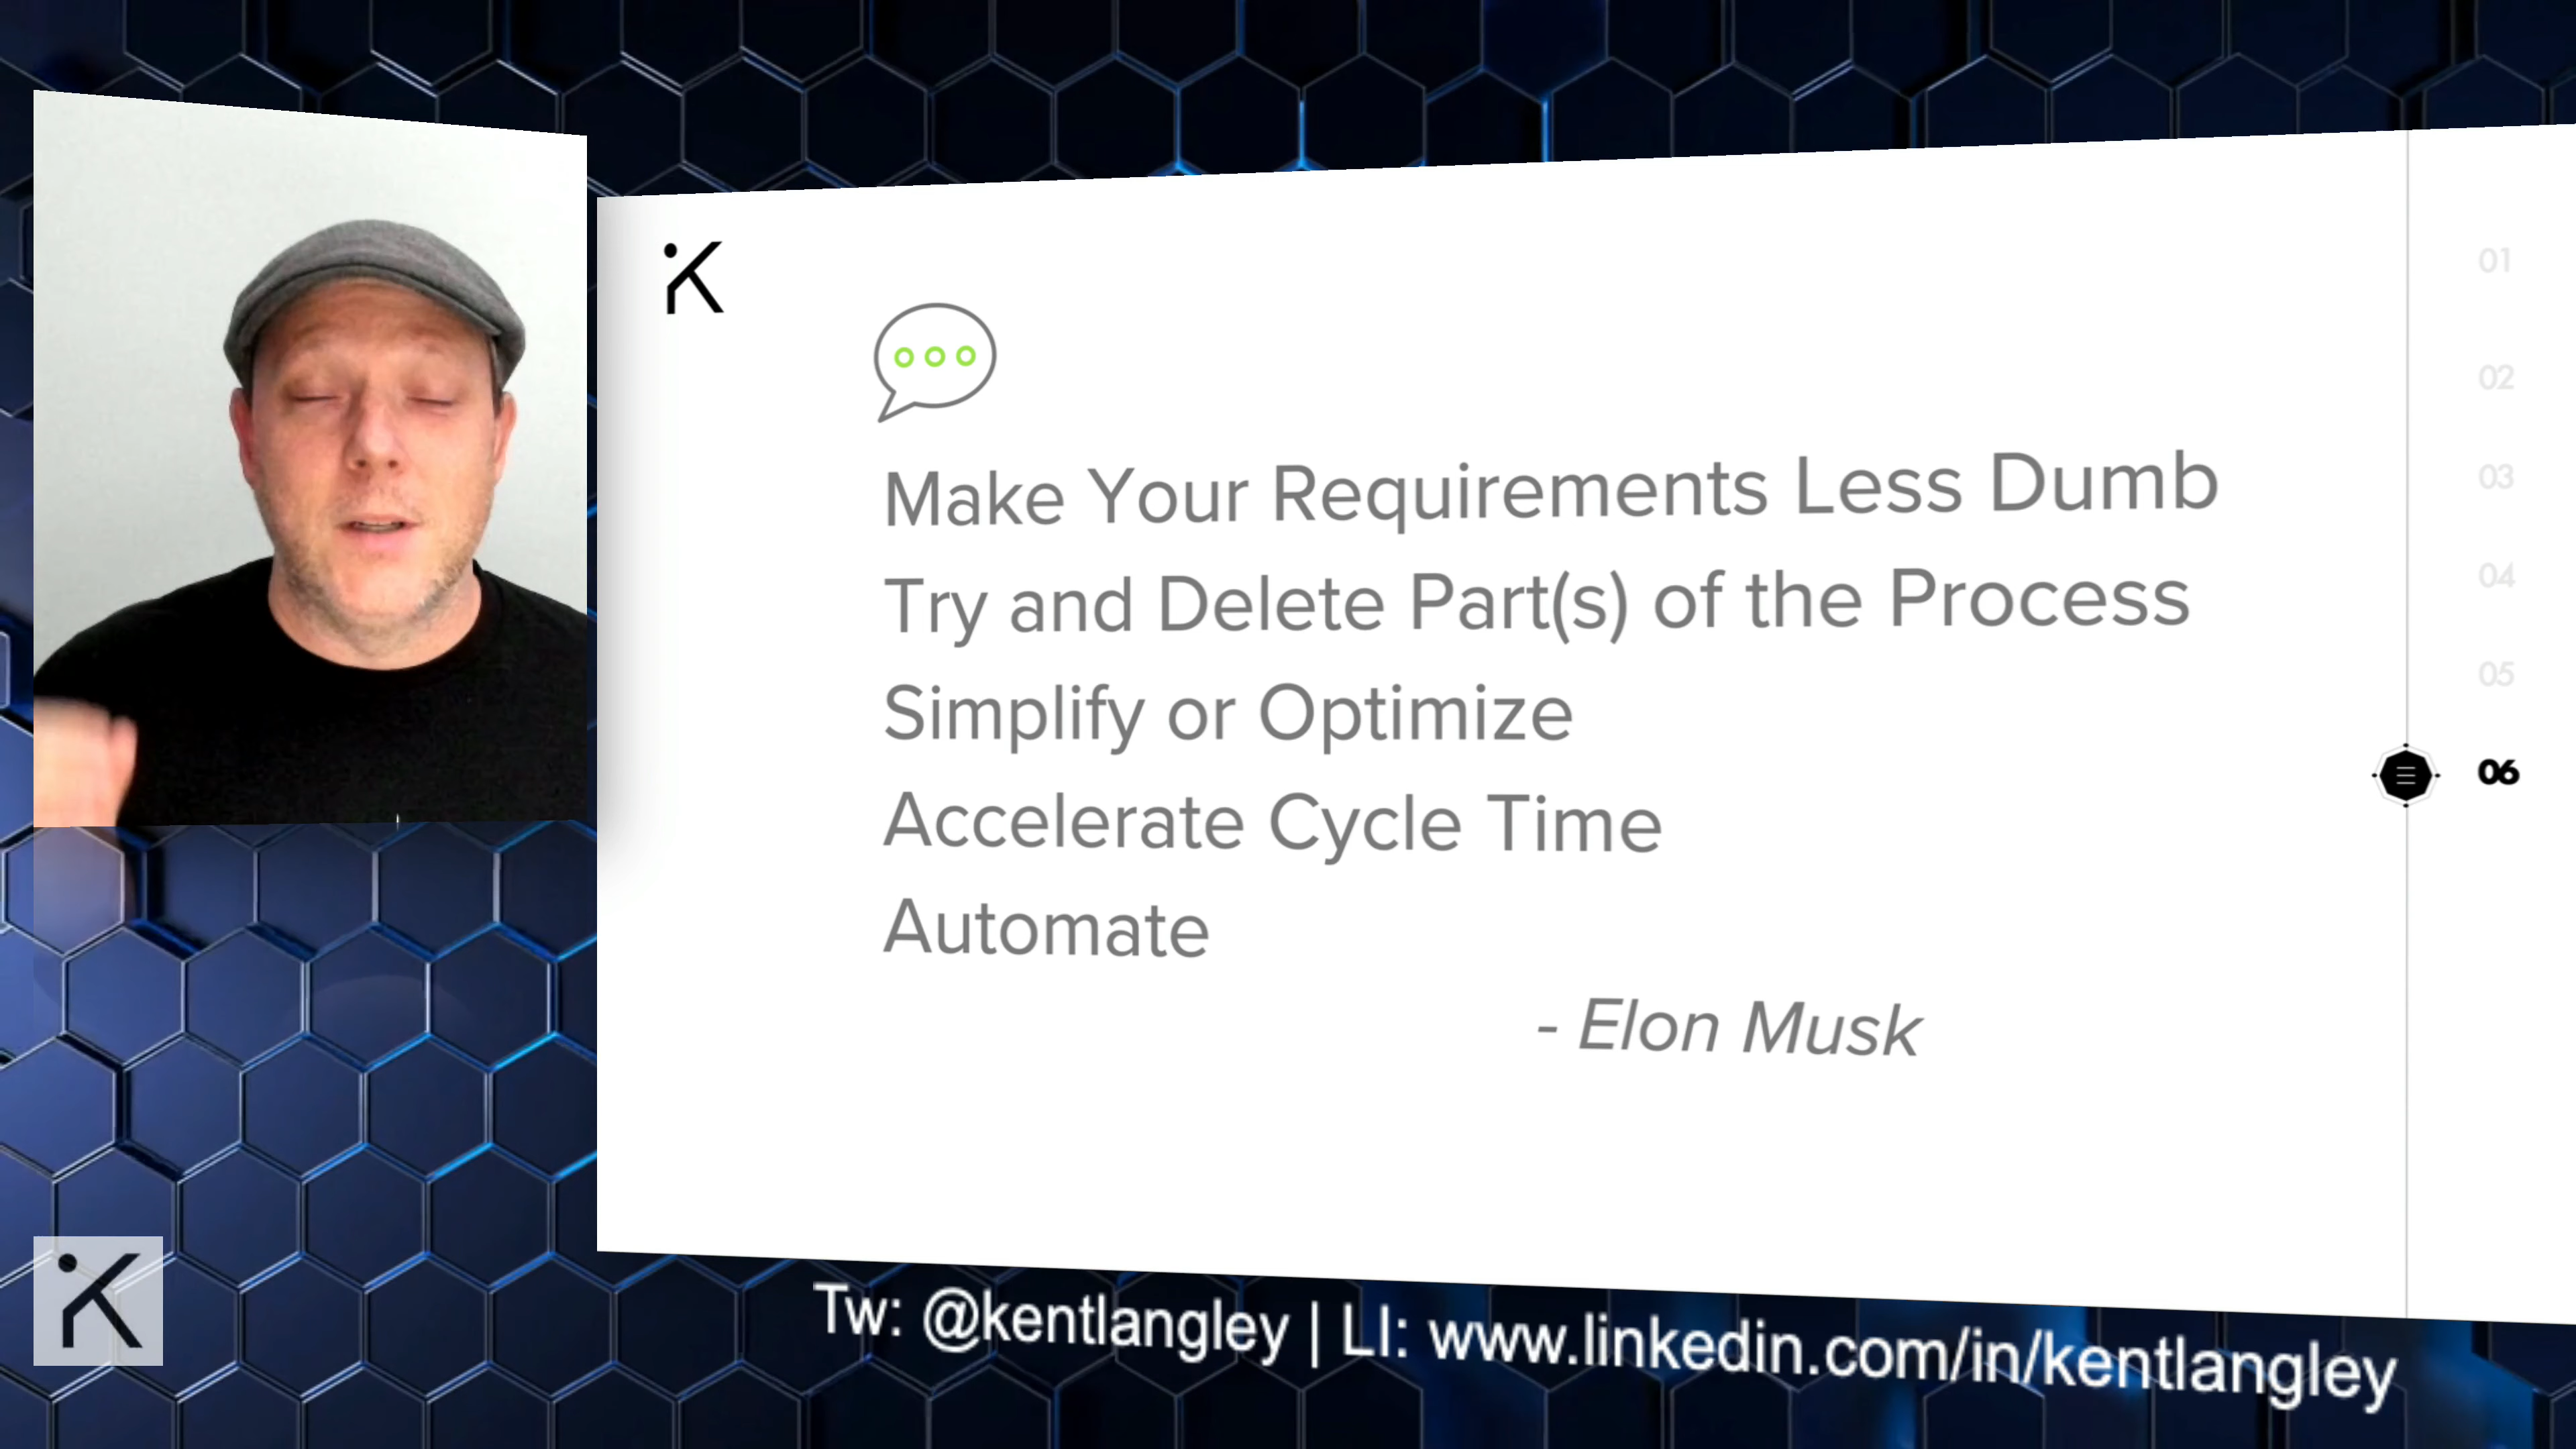 01
02
03
04
05
06
Make Your Requirements Less Dumb
Try and Delete Part(s) of the Process
Simplify or Optimize
Accelerate Cycle Time
Automate
- Elon Musk
Tw: @kentlangley | LI: www.linkedin.com/in/kentlangley